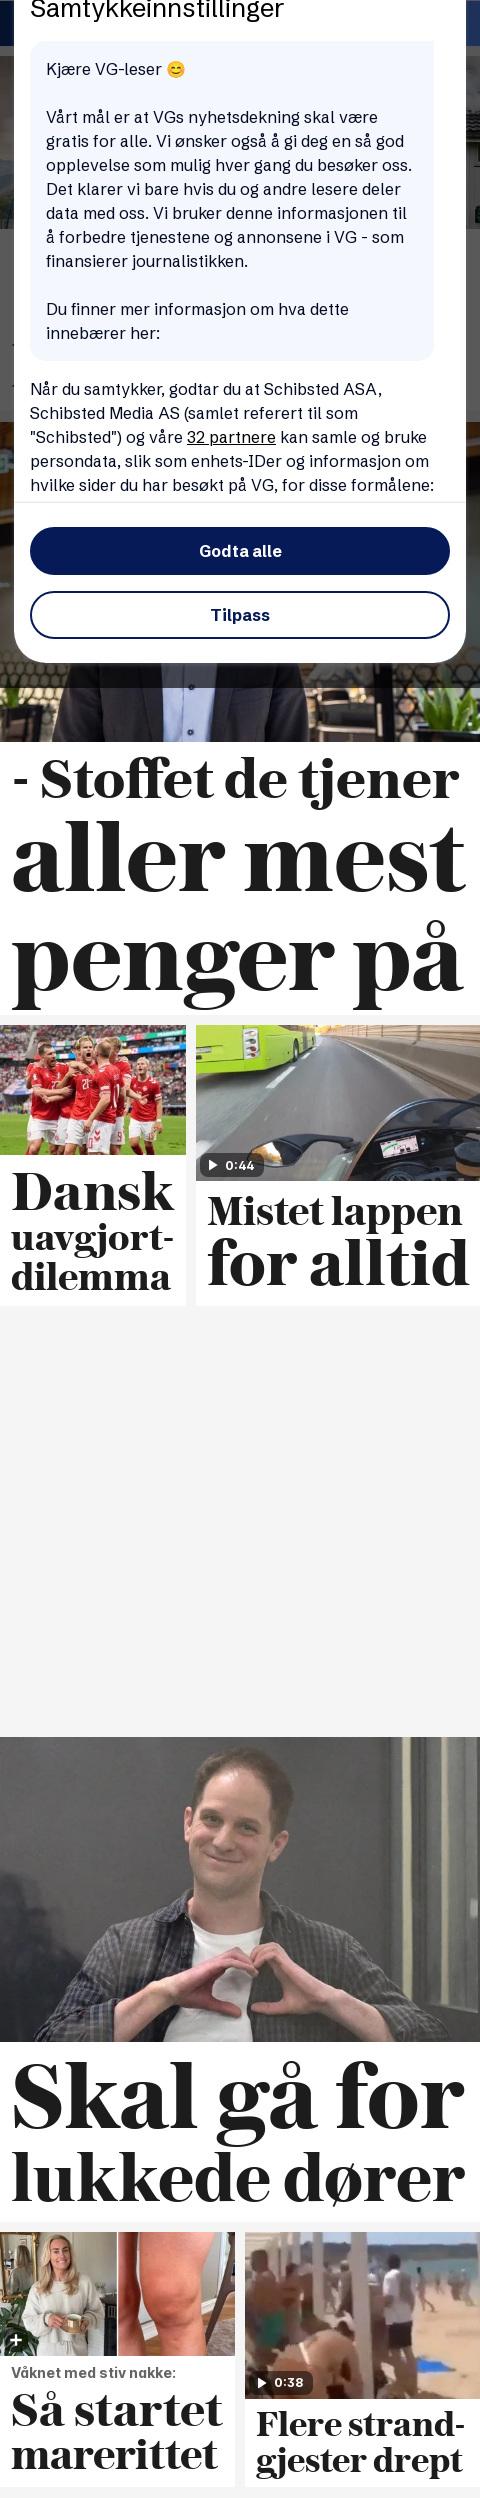 Samtykkeinnstillinger
Kjære VG-leser 😊
Vårt mål er at VGs nyhetsdekning skal være
gratis for alle. Vi ønsker også å gi deg en så god
opplevelse som mulig hver gang du besøker oss.
Det klarer vi bare hvis du og andre lesere deler
data med oss. Vi bruker denne informasjonen til
å forbedre tjenestene og annonsene i VG - som
finansierer journalistikken.
Du finner mer informasjon om hva dette
innebærer her:
Når du samtykker, godtar du at Schibsted ASA,
Schibsted Media AS (samlet referert til som
"Schibsted") og våre 32 partnere kan samle og bruke
persondata, slik som enhets-IDer og informasjon om
hvilke sider du har besøkt på VG, for disse formålene:
Godta alle
Tilpass
- Stoffet de tjener
aller mest
penger på
0:44
Dansk
uavgjort-
dilemma
Mistet lappen
for alltid
Skal gå for
lukkede dører
0:38
Våknet med stiv nakke:
Så startet
marerittet
Flere strand-
gjester drept